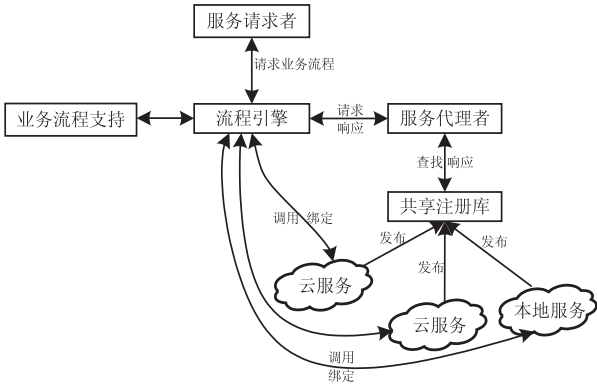 服务请求者
请求业务流程
业务流程支持
流程引擎
请求
响应
服务代理者
查找 响应
共享注册库
调用 绑定
发布
发布
发布
云服务
云服务
本地服务
调用
绑定